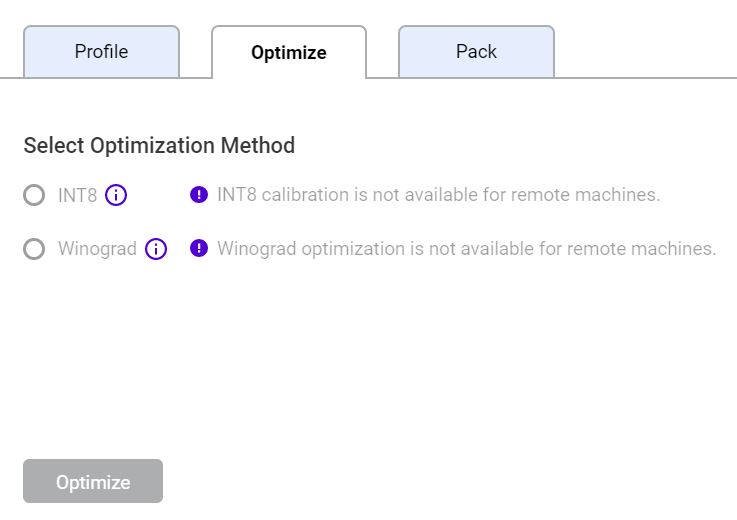 Profile Optimize Pack
Select Optimization Method
INT8 INT8 calibration is not available for remote machines.
Winograd Winograd optimization is not available for remote machines.
Optimize